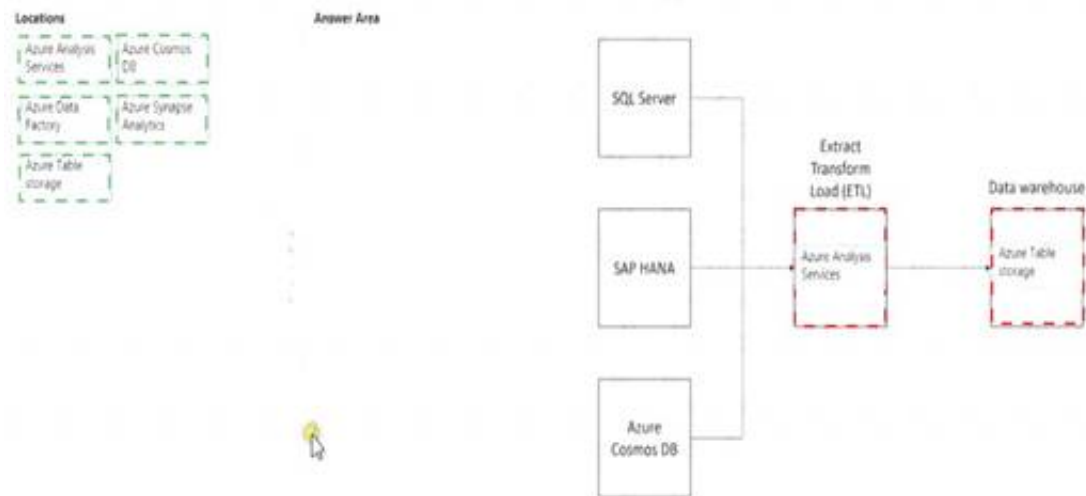 Locations
Answer Area
Azure Analysis
Services
Azure Cosmos
DB
Azure Data
Factory
Azure Synapse
Analytics
Azure Table
storage
SQL Server
SAP HANA
Azure
Cosmos DB
Extract
Transform
Load (ETL)
Azure Analysis
Services
Data warehouse
Azure Table
storage